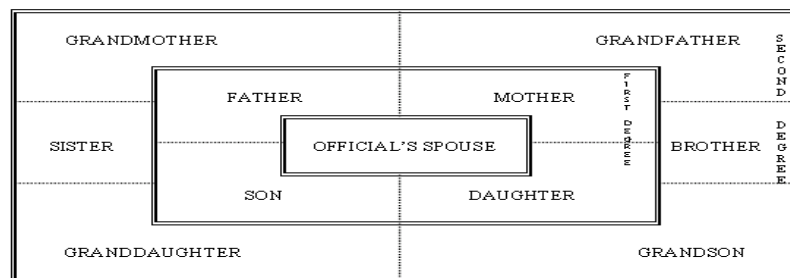 GRANDMOTHER GRANDFATHER
SECOND DEGREE
FATHER MOTHER
FIRST DEGREE
SISTER OFFICIAL'S SPOUSE BROTHER
SON DAUGHTER
GRANDDAUGHTER GRANDSON